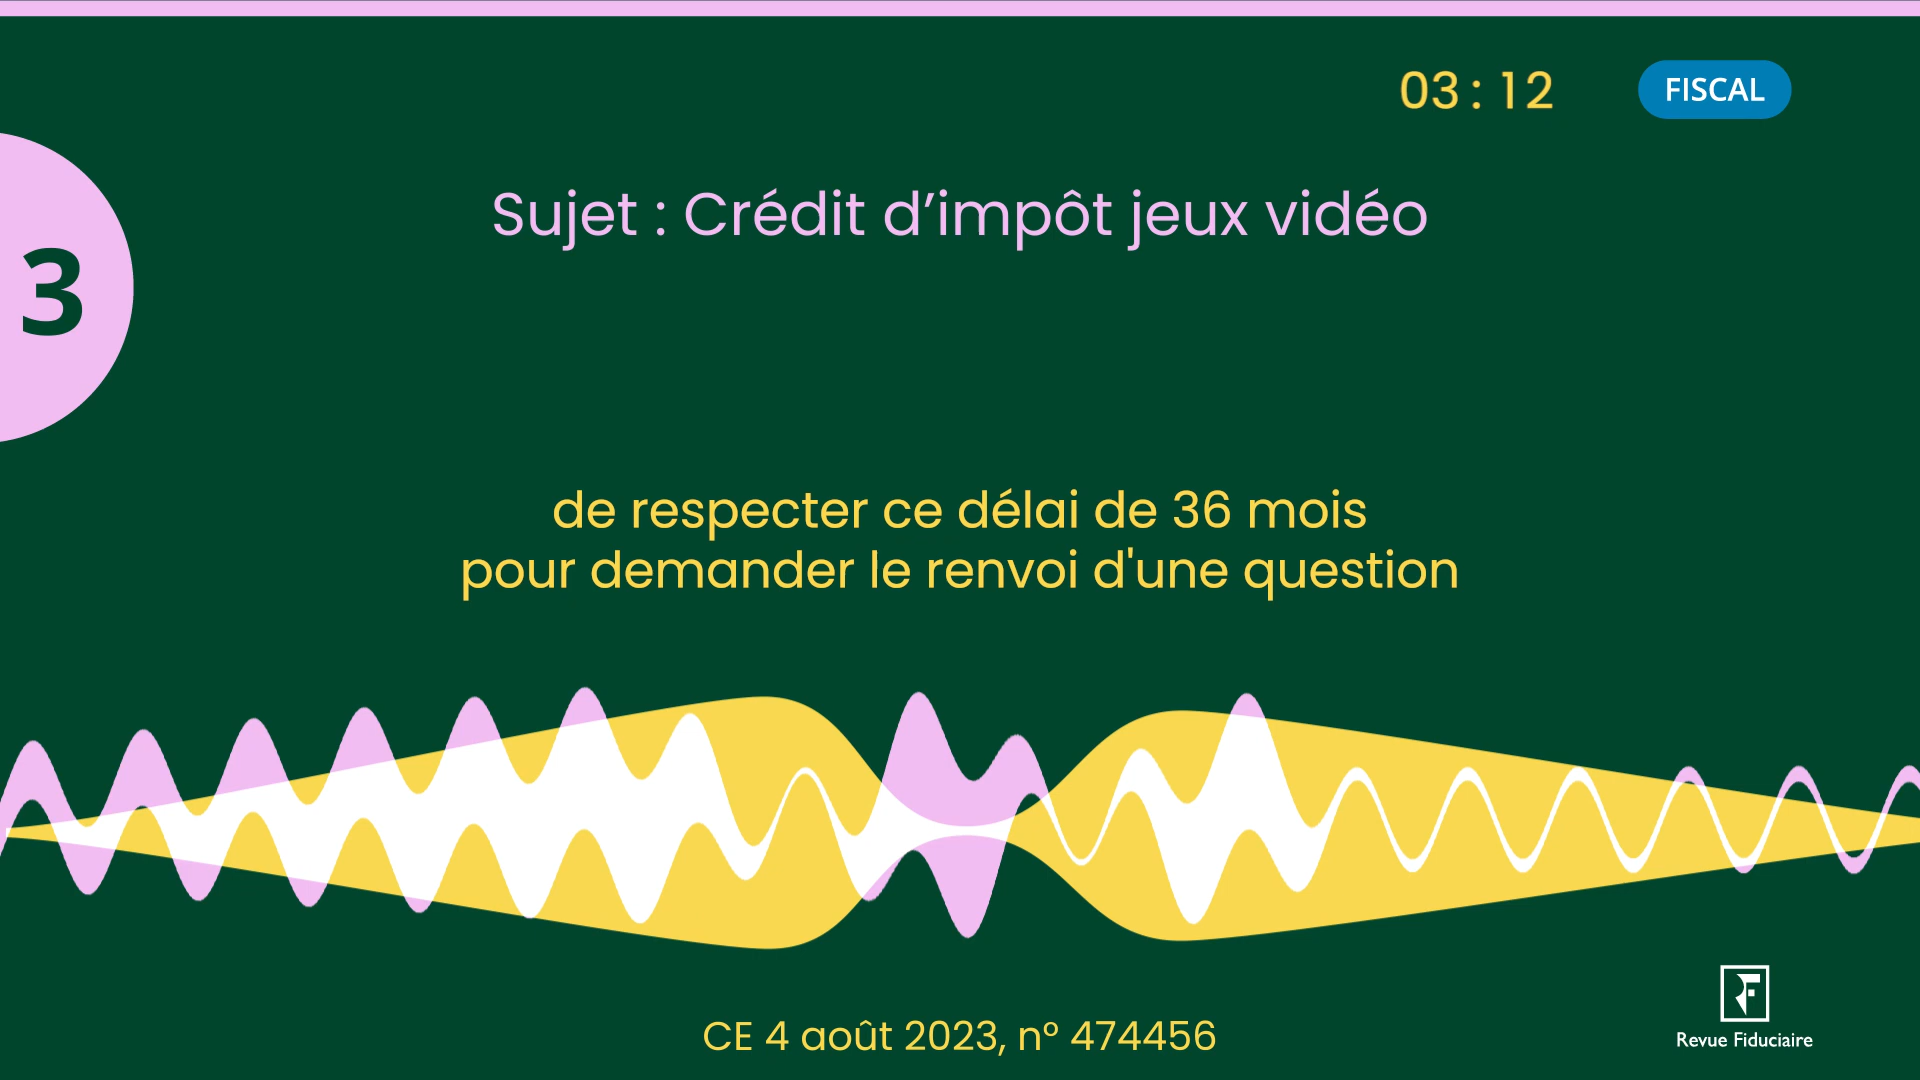 03 : 12
FISCAL
Sujet : Crédit d’impôt jeux vidéo
3
de respecter ce délai de 36 mois
pour demander le renvoi d'une question
CE 4 août 2023, n° 474456
RF
Revue Fiduciaire